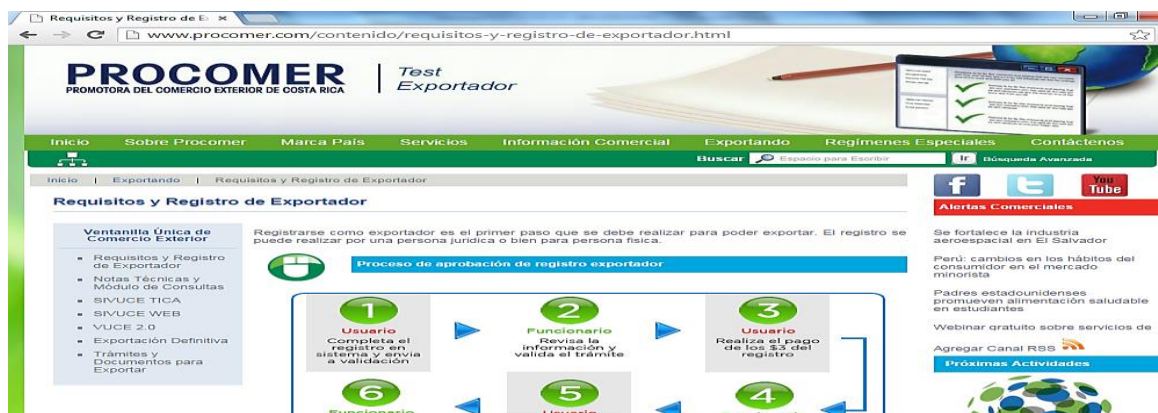 Requisitos y Registro de Ex
www.procomer.com/contenido/requisitos-y-registro-de-exportador.html
PROCOMER
PROMOTORA DEL COMERCIO EXTERIOR DE COSTA RICA
Test
Exportador
Inicio Sobre Procomer Marca País Servicios Información Comercial Exportando Regímenes Especiales Contáctenos
Buscar Espacio para Escribir Ir Búsqueda Avanzada
Inicio | Exportando | Requisitos y Registro de Exportador
Requisitos y Registro de Exportador
Ventanilla Única de
Comercio Exterior
Requisitos y Registro
de Exportador
Notas Técnicas y
Módulo de Consultas
SIVUCE TICA
SIVUCE WEB
VUCE 2.0
Exportación Definitiva
Trámites y
Documentos para
Exportar
Registrarse como exportador es el primer paso que se debe realizar para poder exportar. El registro se
puede realizar por una persona jurídica o bien para persona física.
Proceso de aprobación de registro exportador
1
Usuario
Completa el
registro en
sistema y envia
a validación
2
Funcionario
Revisa la
información y
valida el trámite
3
Usuario
Realiza el pago
de los $3 del
registro
6
Funcionario
5
Usuario
4
f
You
Tube
Alertas Comerciales
Se fortalece la industria
aeroespacial en El Salvador
Perú: cambios en los hábitos del
consumidor en el mercado
minorista
Padres estadounidenses
promueven alimentación saludable
en estudiantes
Webinar gratuito sobre servicios de
Agregar Canal RSS
Próximas Actividades